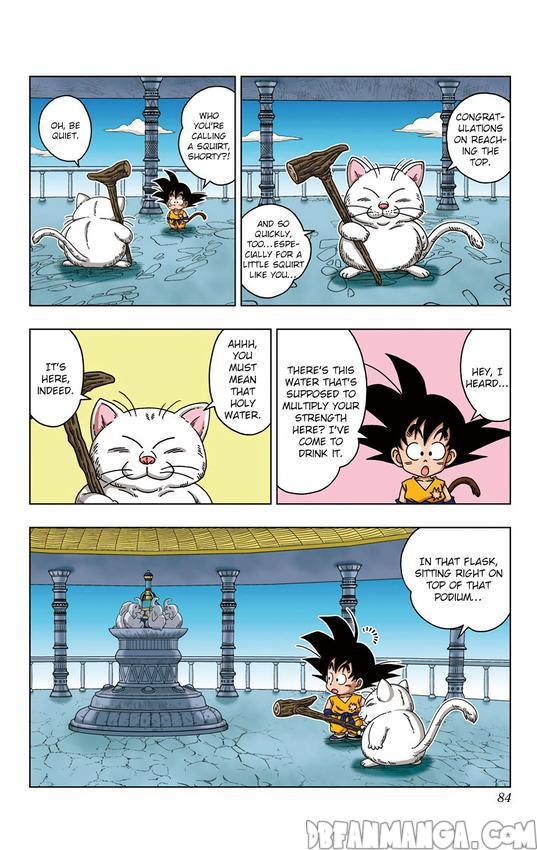 CONGRAT-
ULATIONS
ON REACH-
ING THE
TOP.
AND SO
QUICKLY,
TOO...ESPE-
CIALLY FOR A
LITTLE SQUIRT
LIKE YOU...
WHO
YOU'RE
CALLING
A SQUIRT,
SHORTY?!
OH, BE
QUIET.
HEY, I
HEARD...
THERE'S THIS
WATER THAT'S
SUPPOSED TO
MULTIPLY YOUR
STRENGTH
HERE? I'VE
COME TO
DRINK IT.
AHHH,
YOU
MUST
MEAN
THAT
HOLY
WATER.
IT'S
HERE,
INDEED.
IN THAT FLASK,
SITTING RIGHT ON
TOP OF THAT
PODIUM...
84
DBFANMANGA.COM